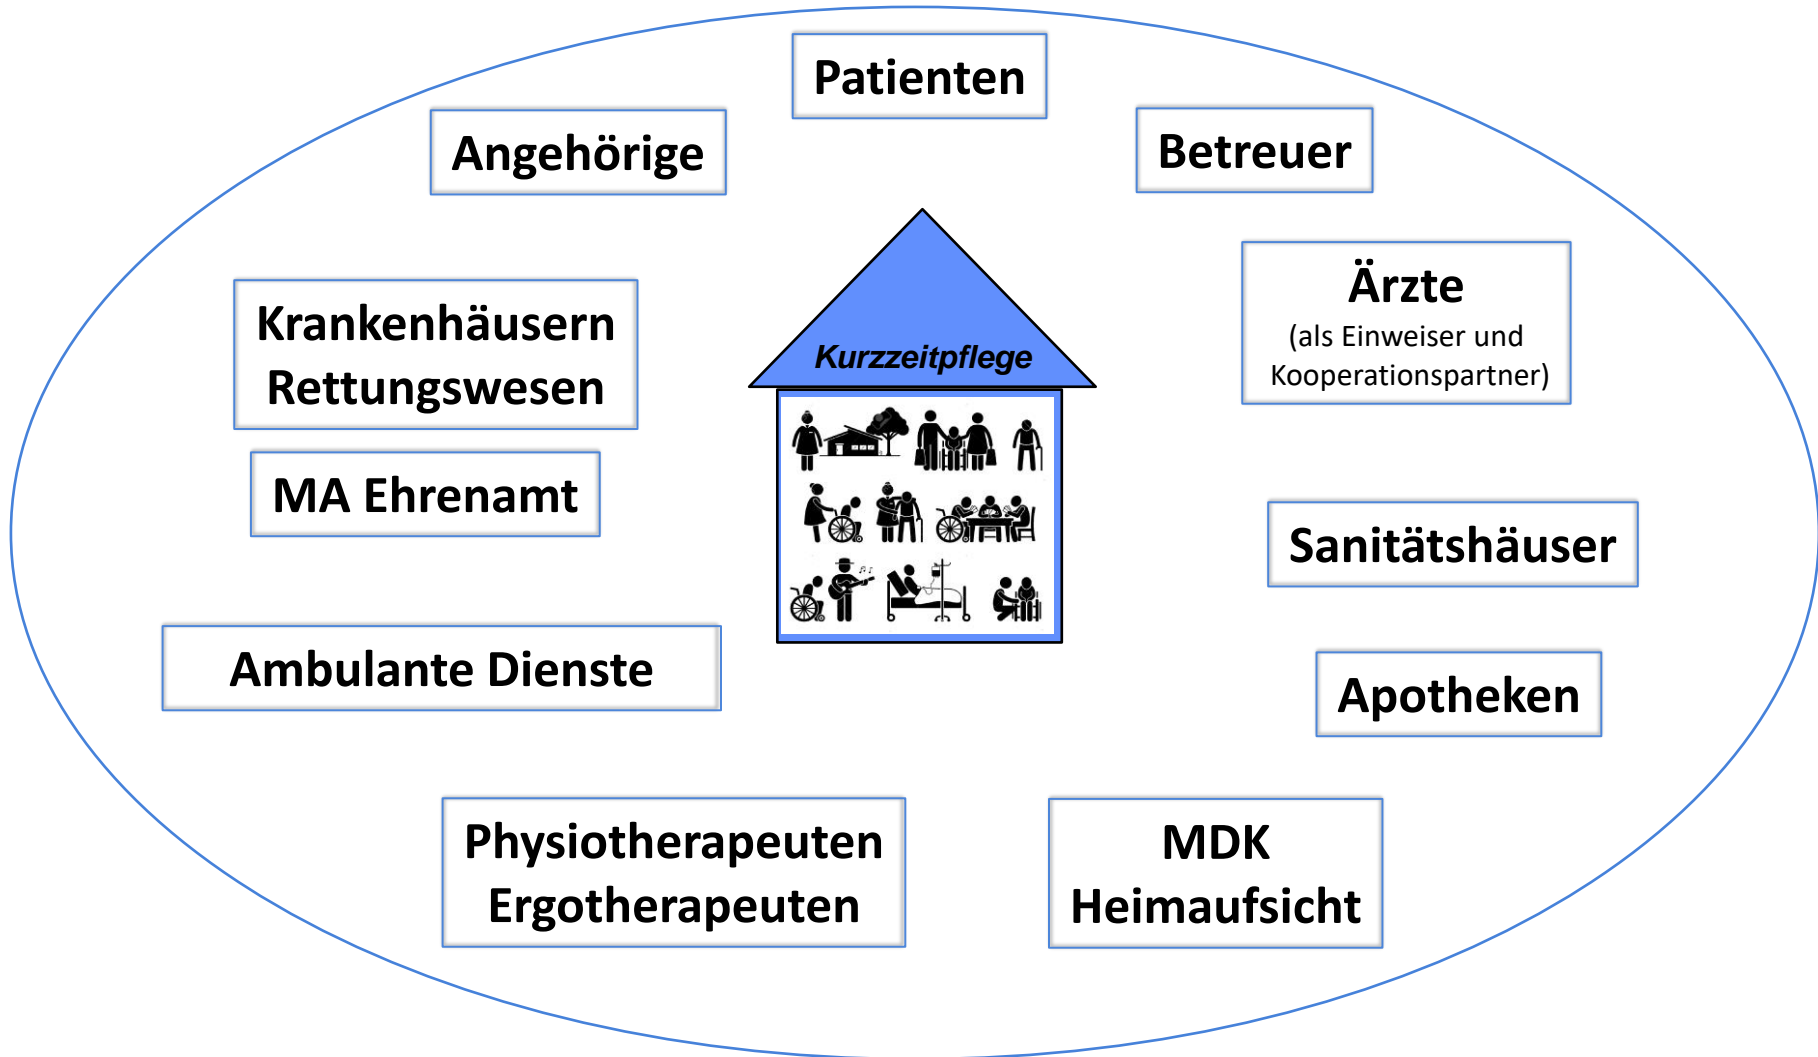 Patienten
Angehörige
Betreuer
Ärzte
(als Einweiser und
Kooperationspartner)
Krankenhäusern
Rettungswesen
Kurzzeitpflege
MA Ehrenamt
Sanitätshäuser
Ambulante Dienste
Apotheken
Physiotherapeuten
Ergotherapeuten
MDK
Heimaufsicht